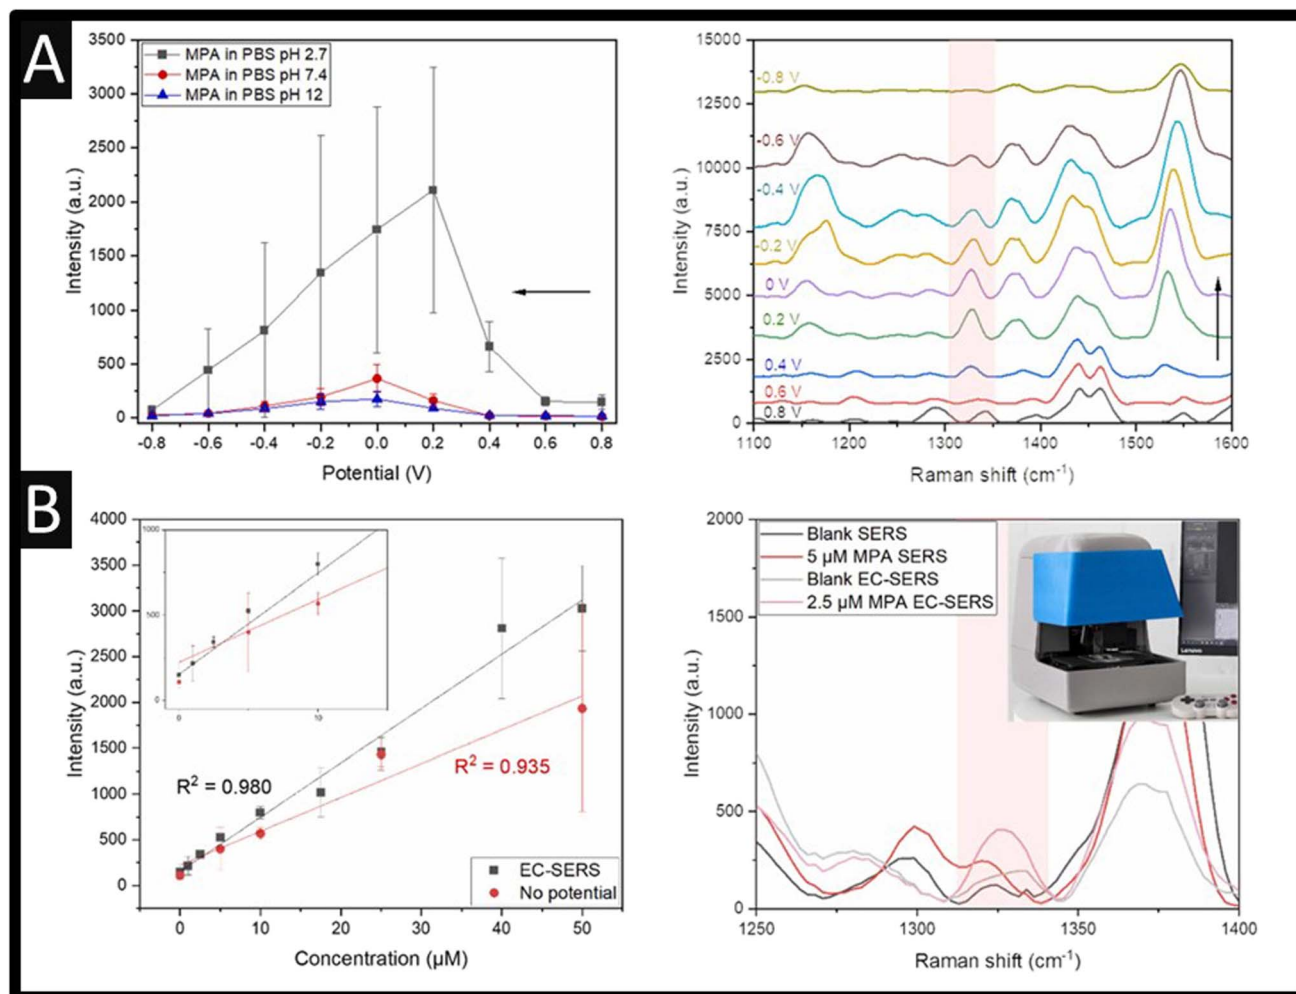 A
3500
3000
2500
2000
1500
1000
500
0
Intensity (a.u.)
MPA in PBS pH 2.7
MPA in PBS pH 7.4
MPA in PBS pH 12
-0.8 -0.6 -0.4 -0.2 0.0 0.2 0.4 0.6 0.8
Potential (V)
15000
12500
10000
7500
5000
2500
0
Intensity (a.u.)
-0.8 V
-0.6 V
-0.4 V
-0.2 V
0 V
0.2 V
0.4 V
0.6 V
0.8 V
1100 1200 1300 1400 1500 1600
Raman shift (cm⁻¹)
B
4000
3500
3000
2500
2000
1500
1000
500
0
Intensity (a.u.)
1000
500
0
0 10
R² = 0.980
R² = 0.935
EC-SERS
No potential
0 10 20 30 40 50
Concentration (µM)
2000
1500
1000
500
0
Intensity (a.u.)
Blank SERS
5 µM MPA SERS
Blank EC-SERS
2.5 µM MPA EC-SERS
Lenovo
1250 1300 1350 1400
Raman shift (cm⁻¹)